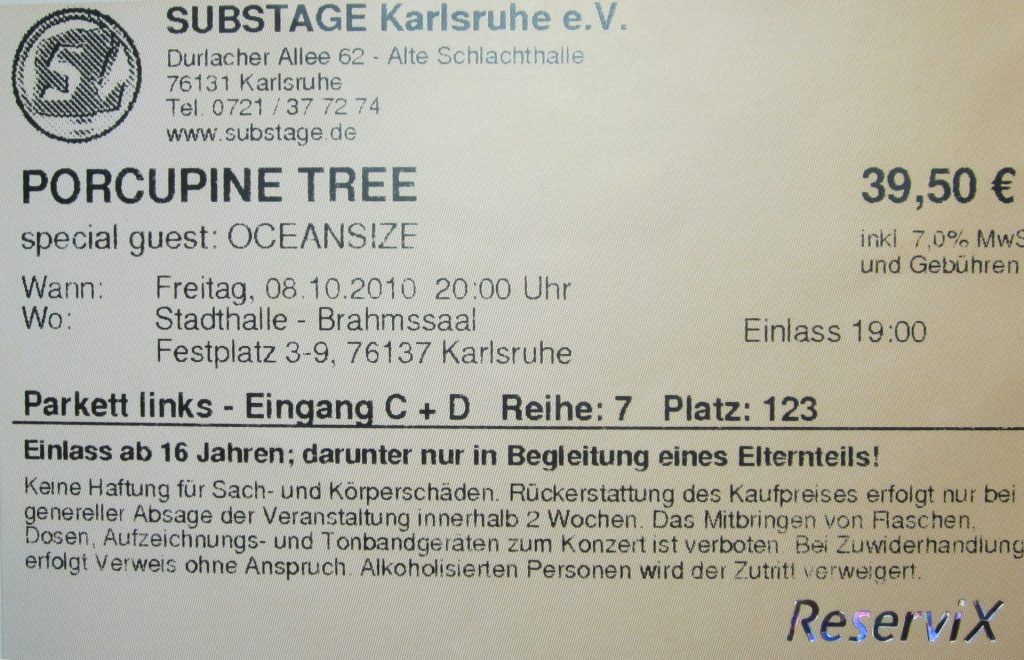 SUBSTAGE Karlsruhe e.V.
Durlacher Allee 62 - Alte Schlachthalle
76131 Karlsruhe
Tel. 0721 / 37 72 74
www.substage.de
PORCUPINE TREE 39,50 €
special guest: OCEANSIZE inkl. 7,0% MwS
und Gebühren
Wann: Freitag, 08.10.2010 20:00 Uhr
Wo: Stadthalle - Brahmssaal Einlass 19:00
Festplatz 3-9, 76137 Karlsruhe
Parkett links - Eingang C + D Reihe: 7 Platz: 123
Einlass ab 16 Jahren; darunter nur in Begleitung eines Elternteils!
Keine Haftung für Sach- und Körperschäden. Rückerstattung des Kaufpreises erfolgt nur bei
genereller Absage der Veranstaltung innerhalb 2 Wochen. Das Mitbringen von Flaschen,
Dosen, Aufzeichnungs- und Tonbandgeräten zum Konzert ist verboten. Bei Zuwiderhandlung
erfolgt Verweis ohne Anspruch. Alkoholisierten Personen wird der Zutritt verweigert.
ReserviX